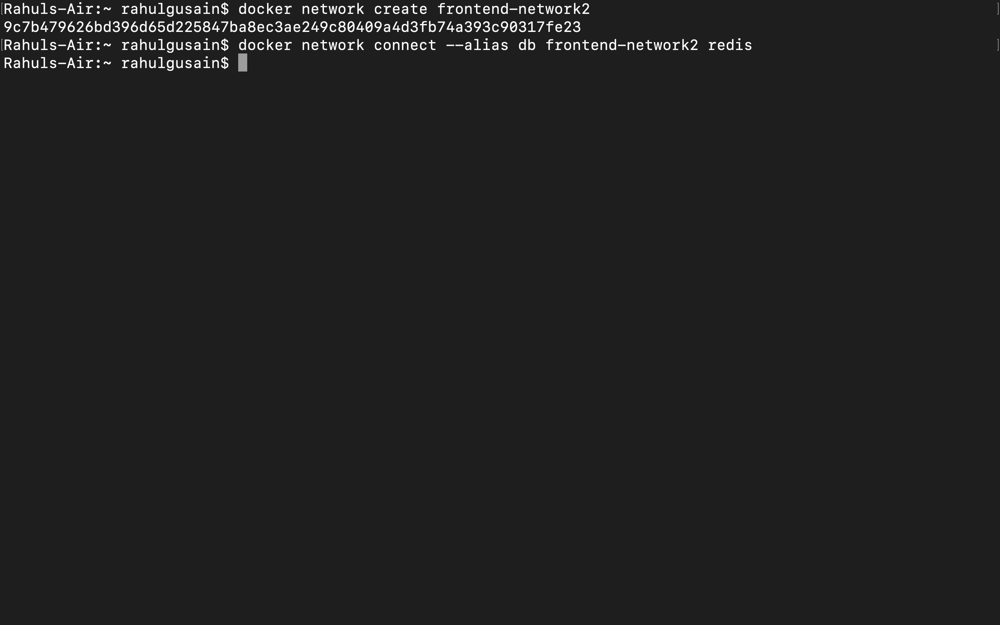 Rahuls-Air:~ rahulgusain$ docker network create frontend-network2
9c7b479626bd396d65d225847ba8ec3ae249c80409a4d3fb74a393c90317fe23
Rahuls-Air:~ rahulgusain$ docker network connect --alias db frontend-network2 redis
Rahuls-Air:~ rahulgusain$